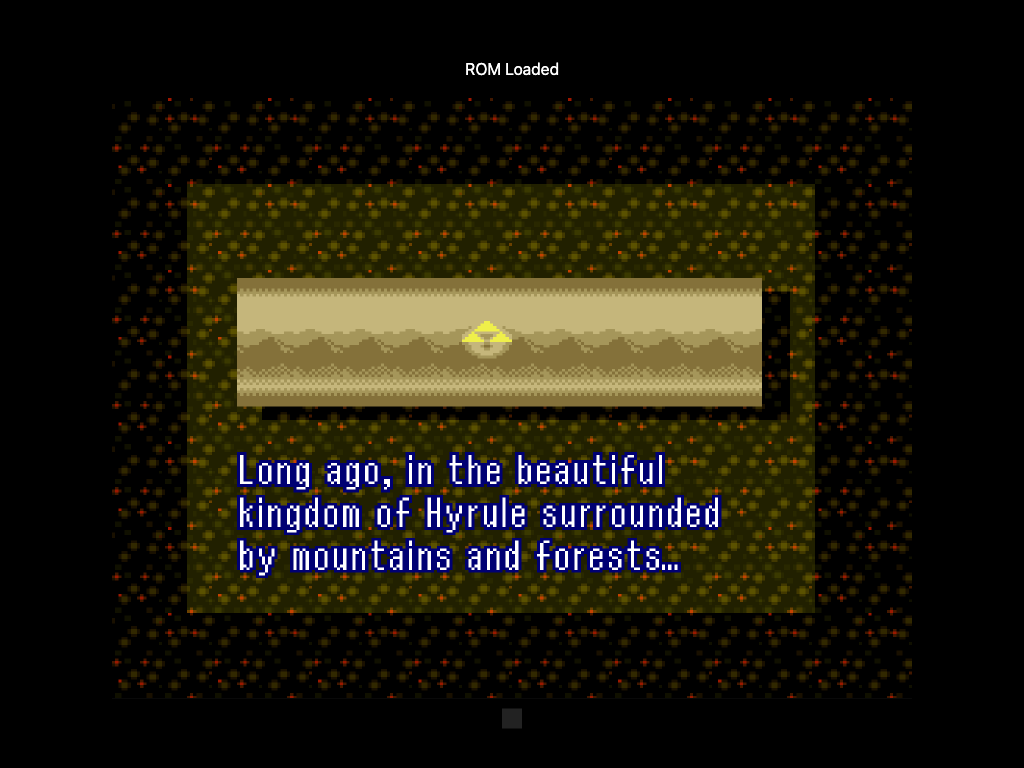 ROM Loaded
Long ago, in the beautiful
kingdom of Hyrule surrounded
by mountains and forests…